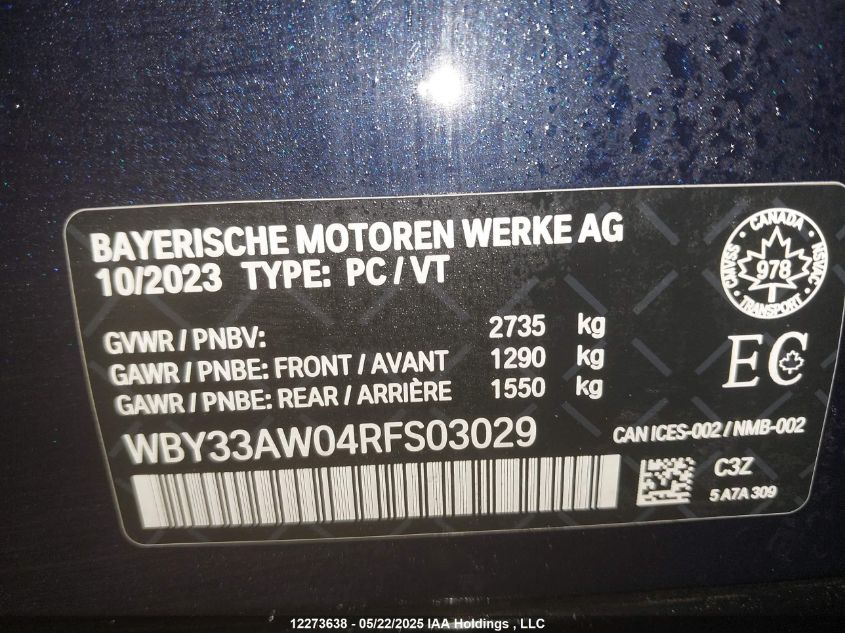 BAYERISCHE MOTOREN WERKE AG
10/2023 TYPE: PC / VT
CANADA
CMVSS
978
NSVAC
TRANSPORT
GVWR / PNBV: 2735 kg
GAWR / PNBE: FRONT / AVANT 1290 kg
GAWR / PNBE: REAR / ARRIÈRE 1550 kg
EC
WBY33AW04RFS03029
CAN ICES-002 / NMB-002
C3Z
5 A7A 309
12273638 - 05/22/2025 IAA Holdings , LLC